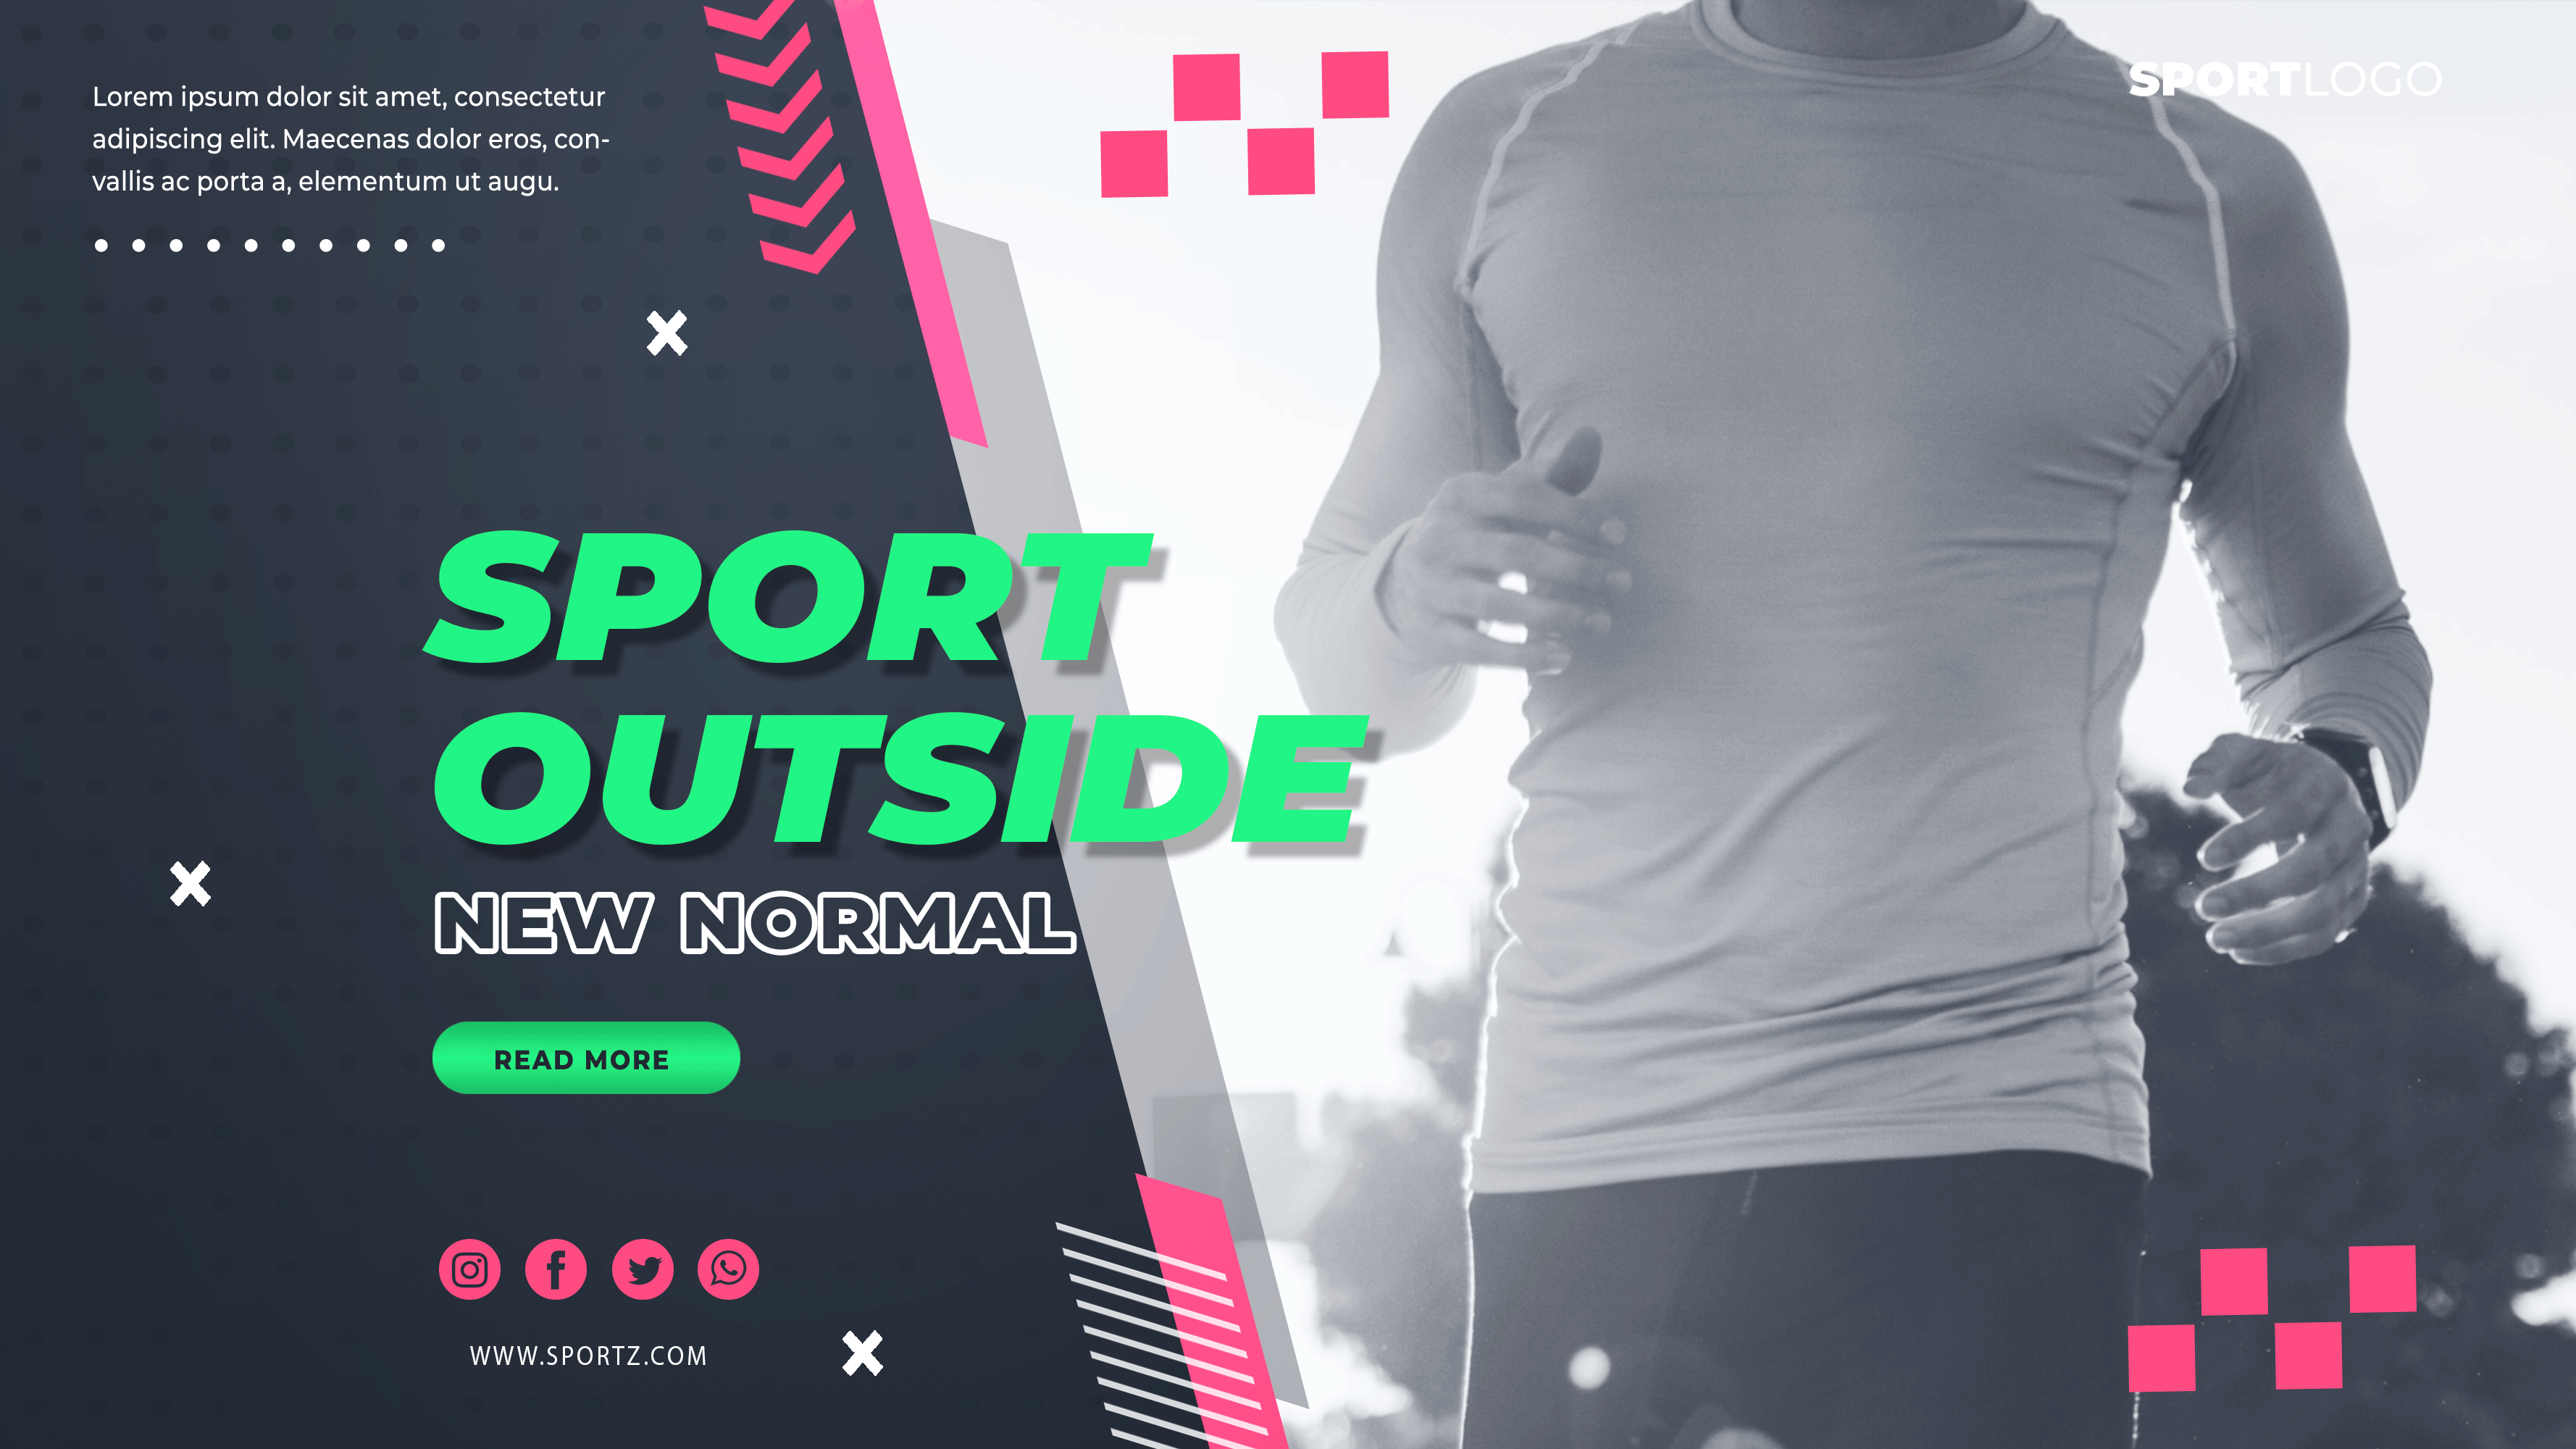 Lorem ipsum dolor sit amet, consectetur
adipiscing elit. Maecenas dolor eros, con-
vallis ac porta a, elementum ut augu.
SPORTLOGO
SPORT
OUTSIDE
NEW NORMAL
READ MORE
WWW.SPORTZ.COM